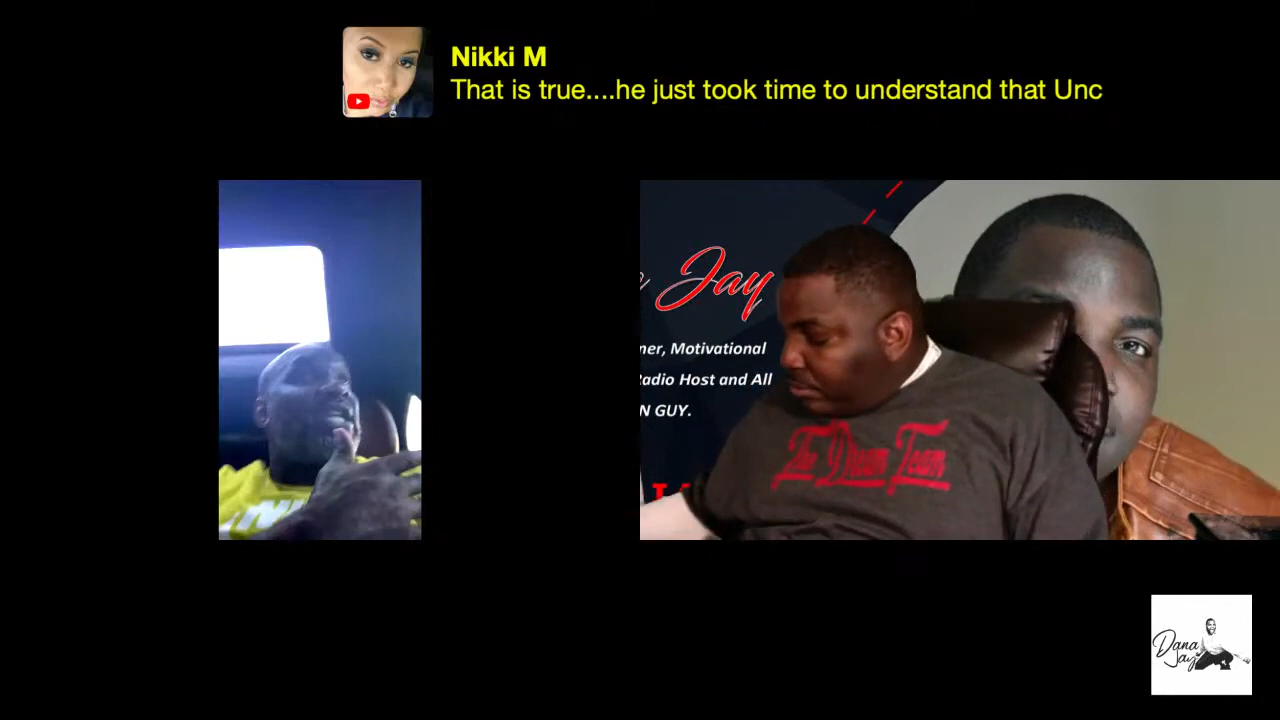 Nikki M
That is true....he just took time to understand that Unc
Jay
ner, Motivational
Radio Host and All
N GUY.
The Dream Team
Dana
Jay